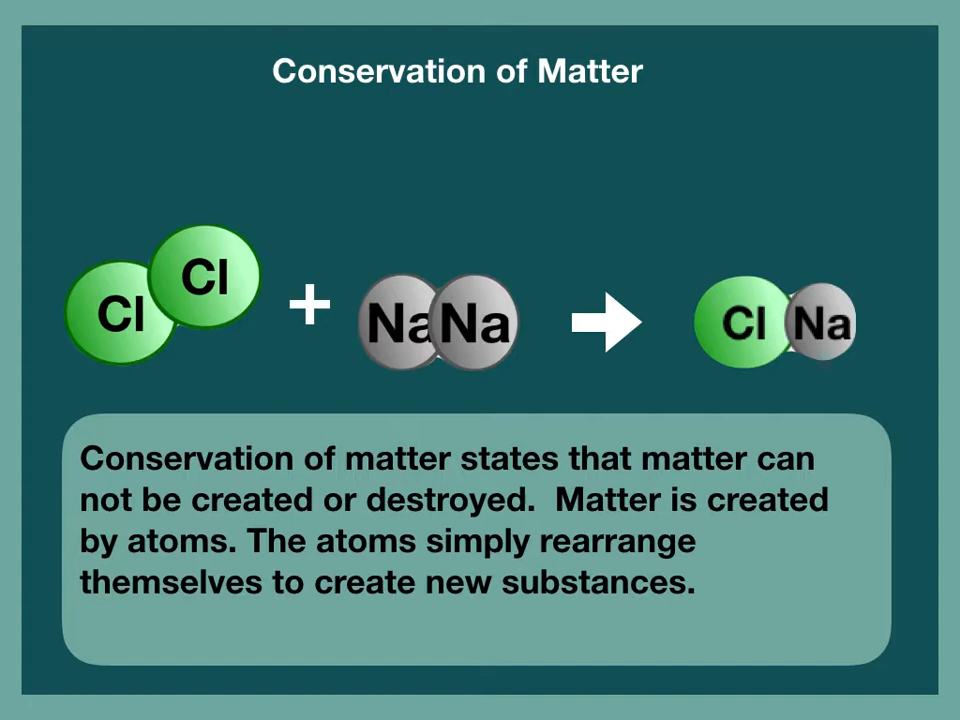 Conservation of Matter
Cl Cl + Na Na Cl Na
Conservation of matter states that matter can
not be created or destroyed.  Matter is created
by atoms. The atoms simply rearrange
themselves to create new substances.